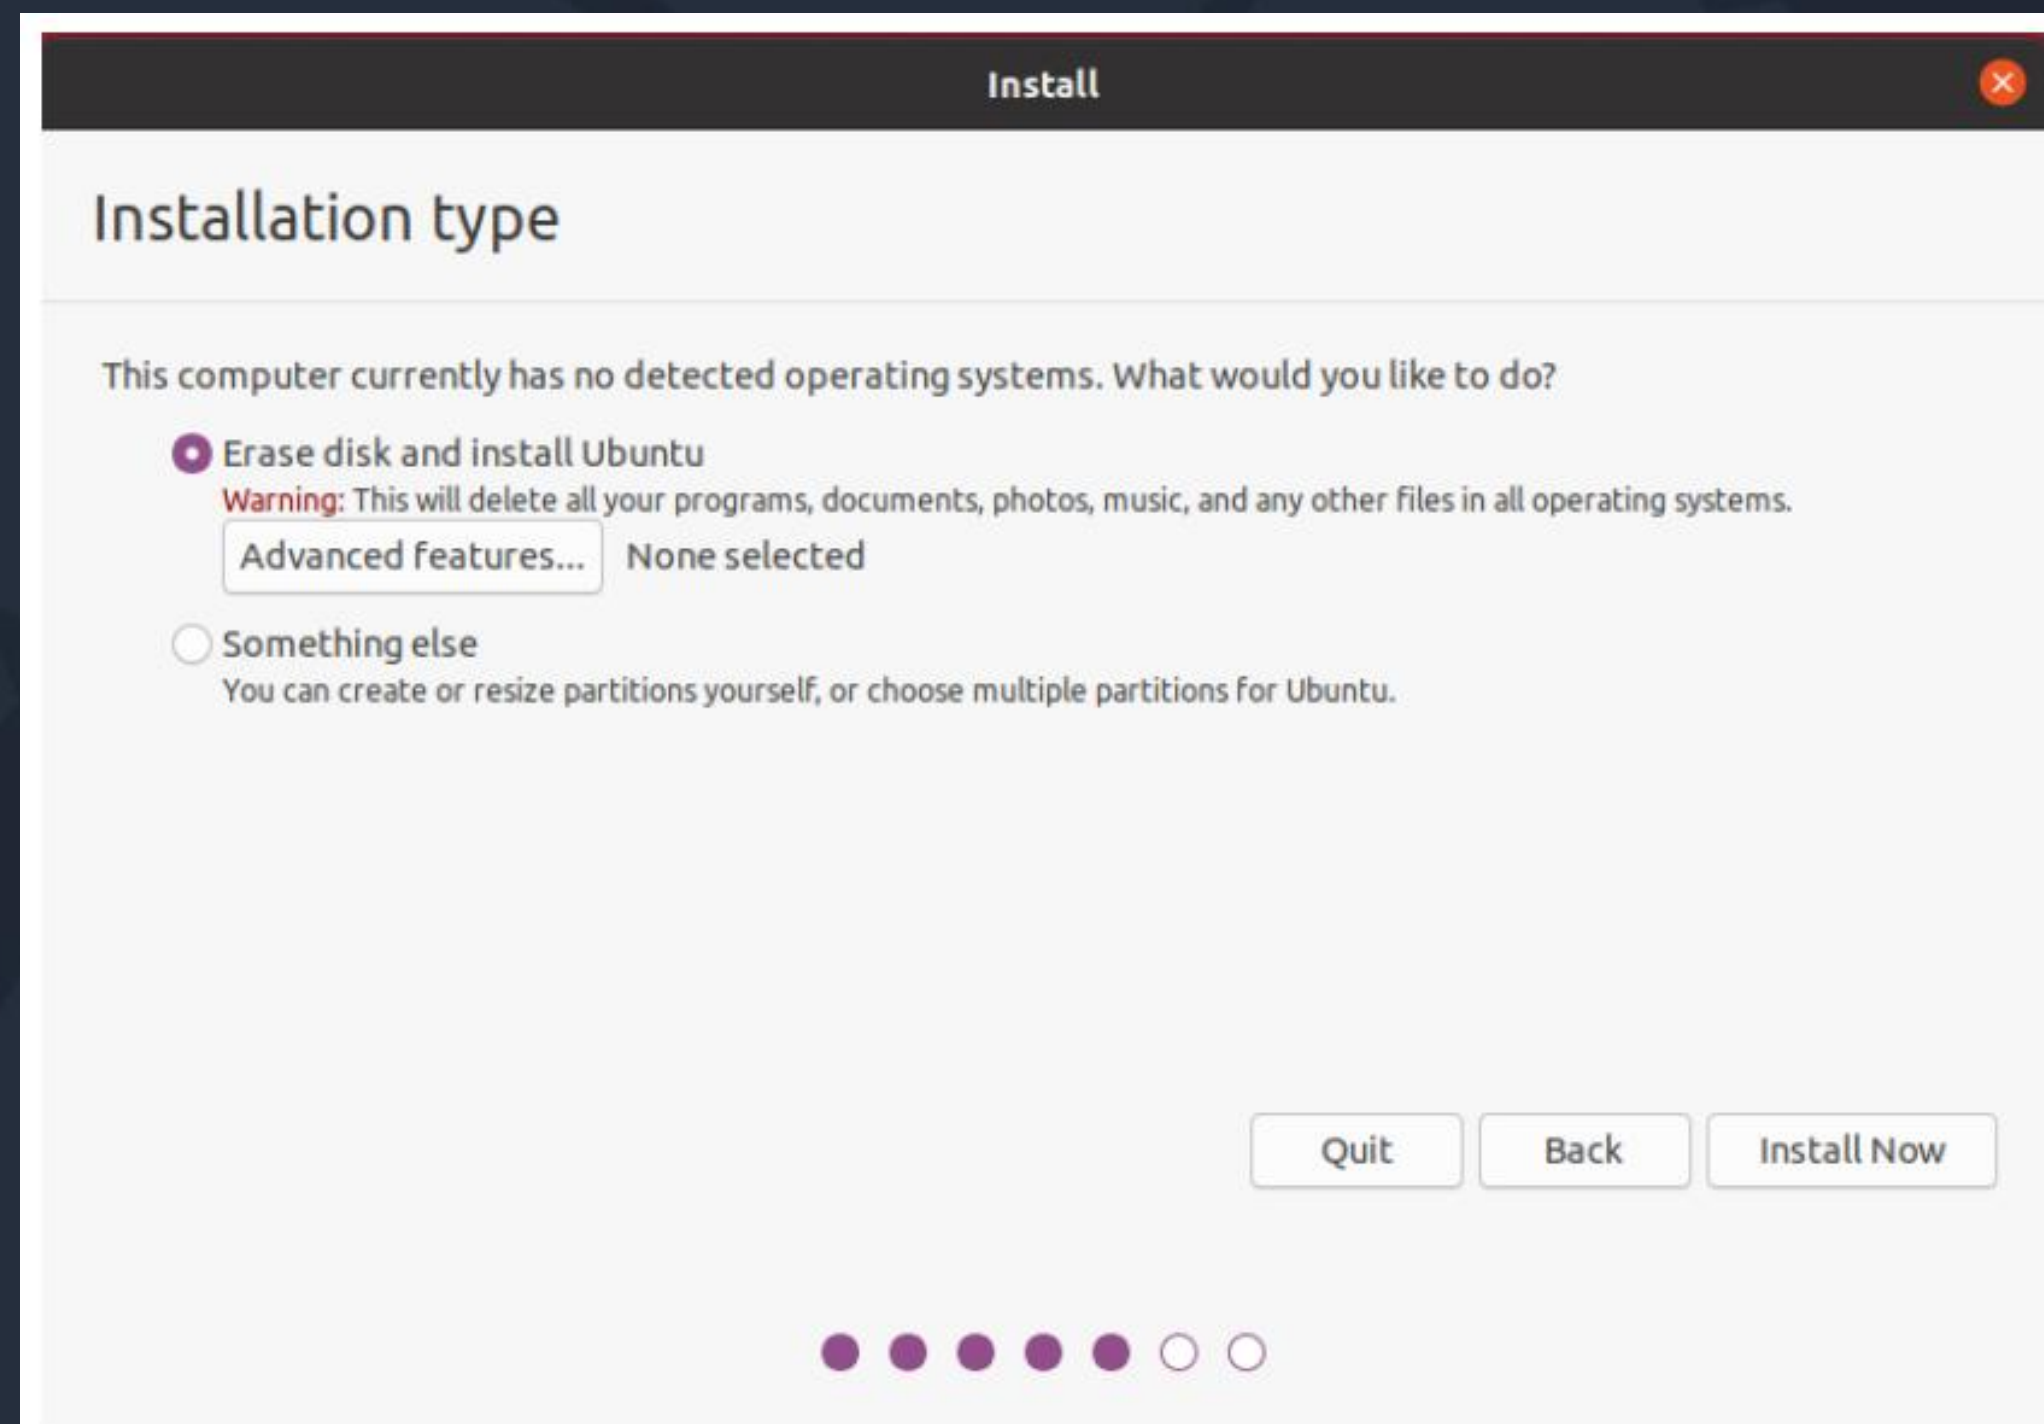 Install
Installation type
This computer currently has no detected operating systems. What would you like to do?
Erase disk and install Ubuntu
Warning: This will delete all your programs, documents, photos, music, and any other files in all operating systems.
Advanced features... None selected
Something else
You can create or resize partitions yourself, or choose multiple partitions for Ubuntu.
Quit Back Install Now